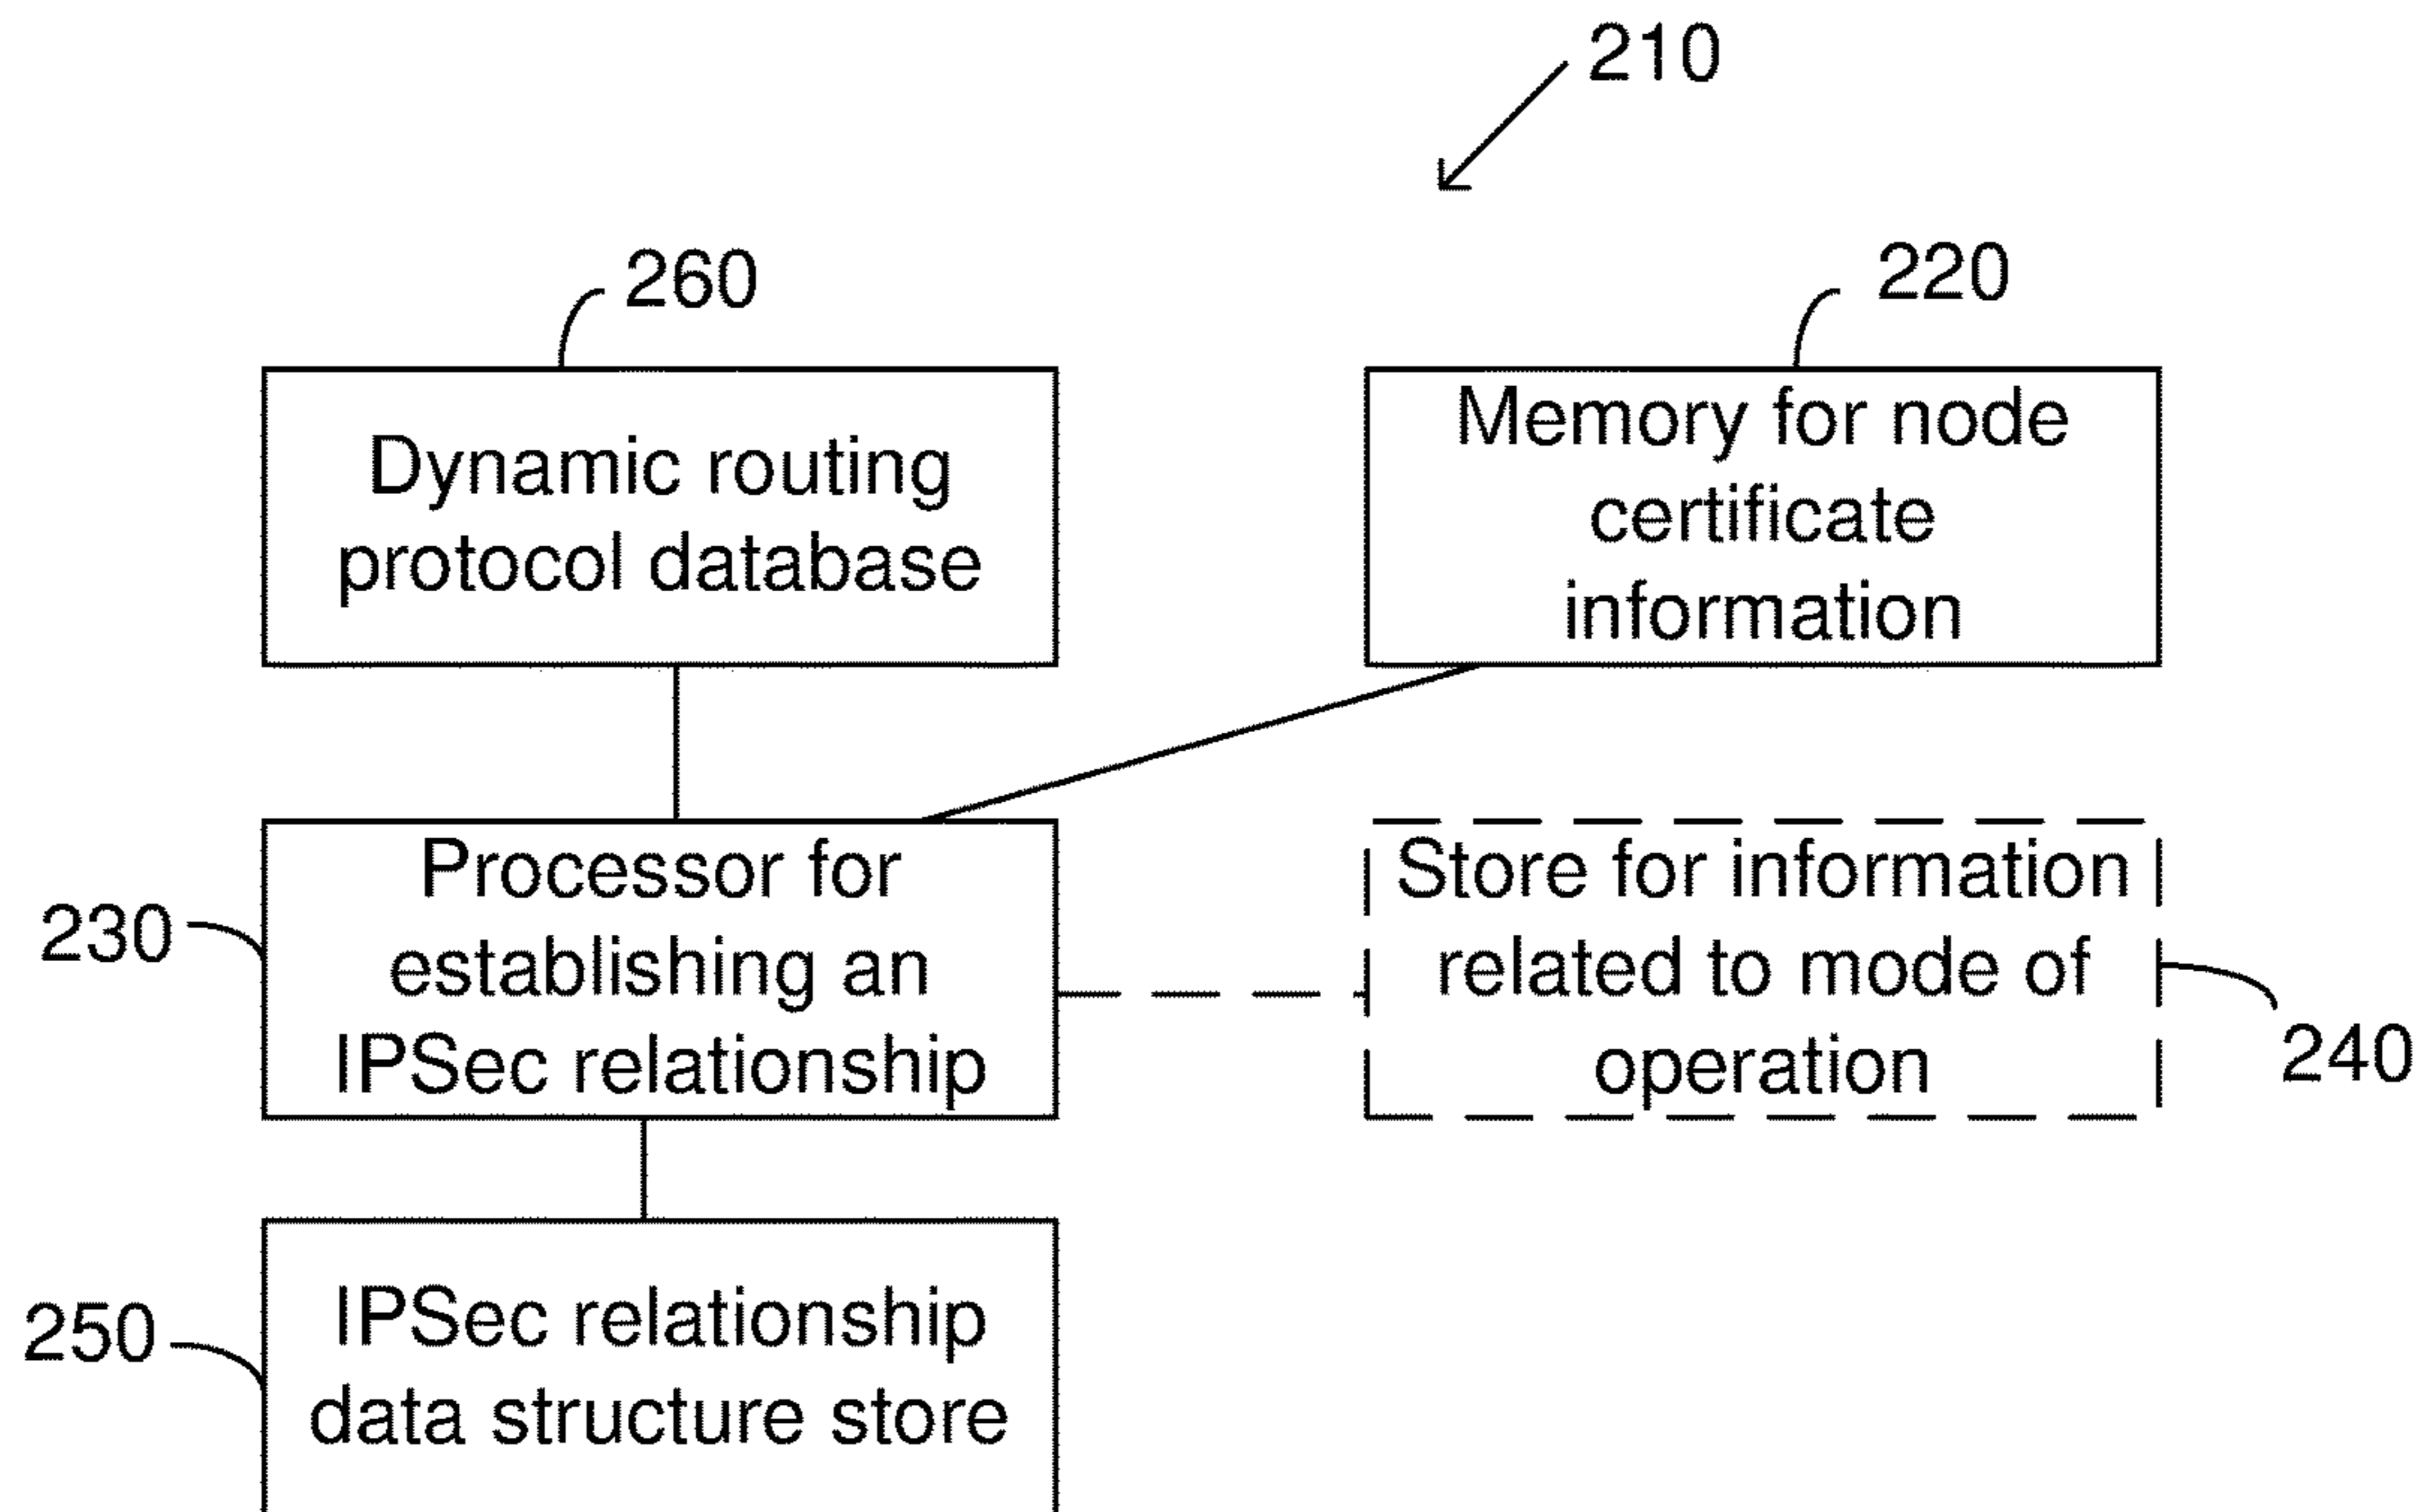 210
260
220
Dynamic routing
protocol database
Memory for node
certificate
information
230
Processor for
establishing an
IPSec relationship
Store for information
related to mode of
operation
240
250
IPSec relationship
data structure store